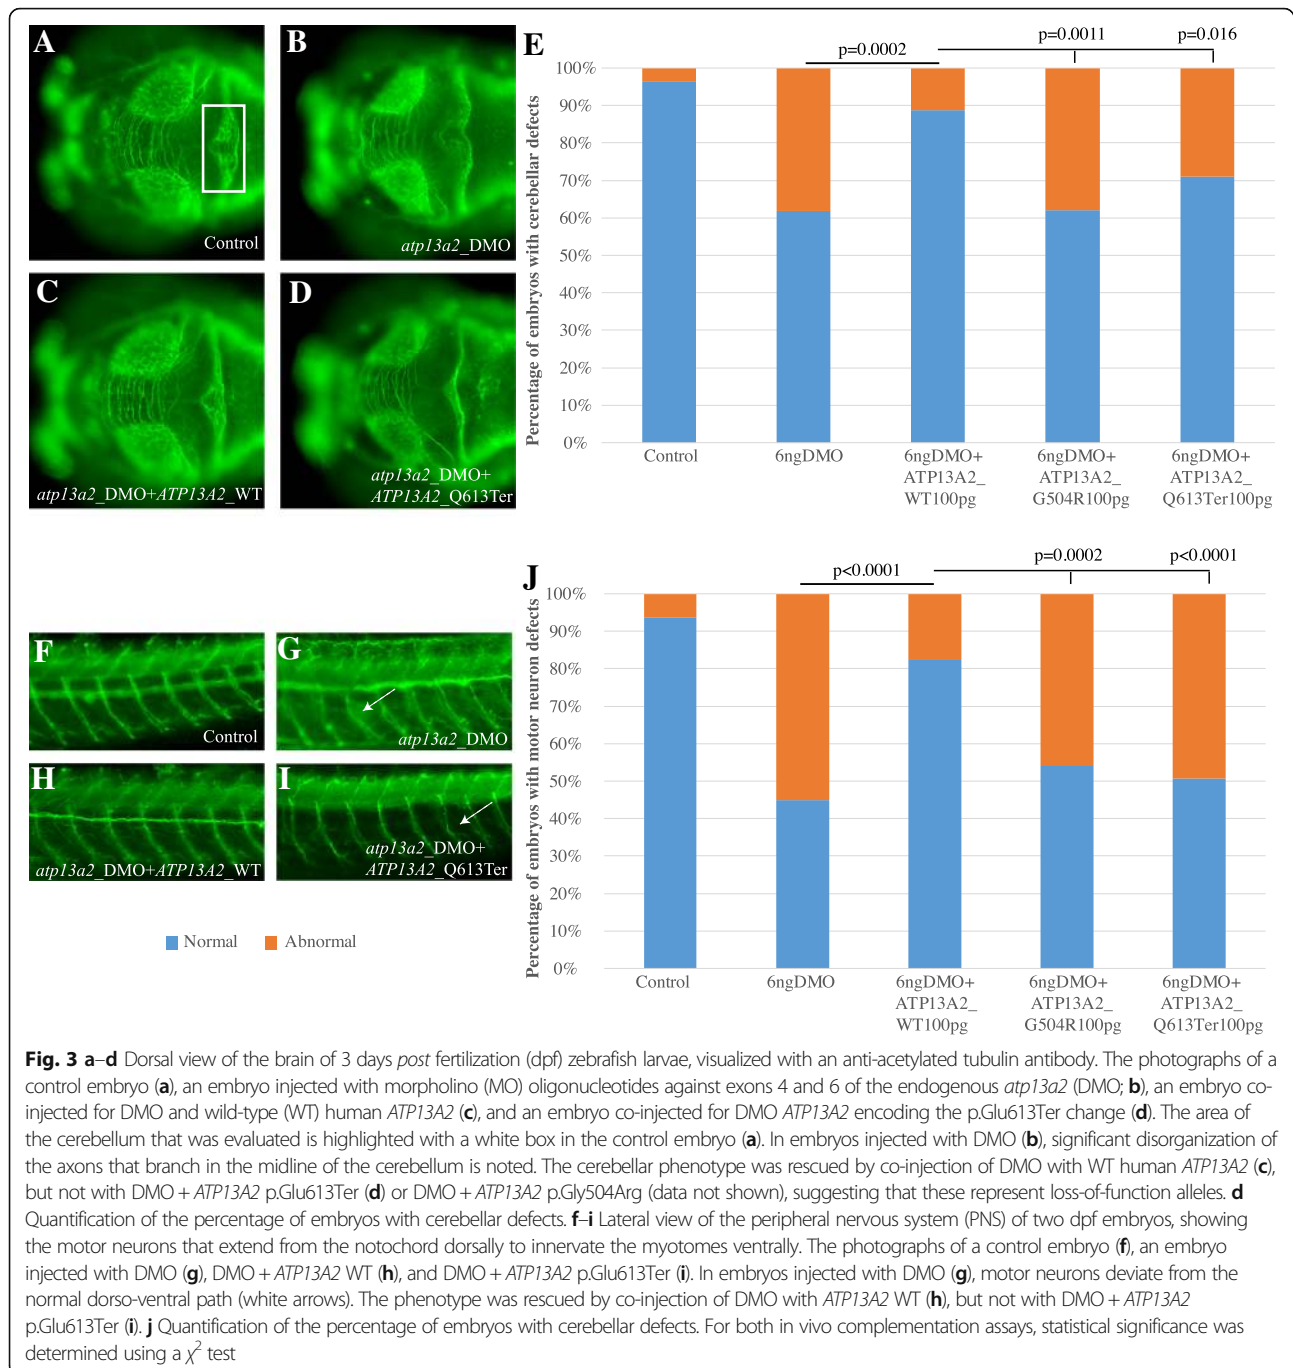 A
Control
B
atp13a2_DMO
C
atp13a2_DMO+ATP13A2_WT
D
atp13a2_DMO+
ATP13A2_Q613Ter
E
p=0.0002
p=0.0011
p=0.016
Percentage of embryos with cerebellar defects
100%
90%
80%
70%
60%
50%
40%
30%
20%
10%
0%
Control
6ngDMO
6ngDMO+
ATP13A2_
WT100pg
6ngDMO+
ATP13A2_
G504R100pg
6ngDMO+
ATP13A2_
Q613Ter100pg
F
Control
G
atp13a2_DMO
H
atp13a2_DMO+ATP13A2_WT
I
atp13a2_DMO+
ATP13A2_Q613Ter
Normal
Abnormal
J
p<0.0001
p=0.0002
p<0.0001
Percentage of embryos with motor neuron defects
100%
90%
80%
70%
60%
50%
40%
30%
20%
10%
0%
Control
6ngDMO
6ngDMO+
ATP13A2_
WT100pg
6ngDMO+
ATP13A2_
G504R100pg
6ngDMO+
ATP13A2_
Q613Ter100pg
Fig. 3 a–d Dorsal view of the brain of 3 days post fertilization (dpf) zebrafish larvae, visualized with an anti-acetylated tubulin antibody. The photographs of a
control embryo (a), an embryo injected with morpholino (MO) oligonucleotides against exons 4 and 6 of the endogenous atp13a2 (DMO; b), an embryo co-
injected for DMO and wild-type (WT) human ATP13A2 (c), and an embryo co-injected for DMO ATP13A2 encoding the p.Glu613Ter change (d). The area of
the cerebellum that was evaluated is highlighted with a white box in the control embryo (a). In embryos injected with DMO (b), significant disorganization of
the axons that branch in the midline of the cerebellum is noted. The cerebellar phenotype was rescued by co-injection of DMO with WT human ATP13A2 (c),
but not with DMO + ATP13A2 p.Glu613Ter (d) or DMO + ATP13A2 p.Gly504Arg (data not shown), suggesting that these represent loss-of-function alleles. d
Quantification of the percentage of embryos with cerebellar defects. f–i Lateral view of the peripheral nervous system (PNS) of two dpf embryos, showing
the motor neurons that extend from the notochord dorsally to innervate the myotomes ventrally. The photographs of a control embryo (f), an embryo
injected with DMO (g), DMO + ATP13A2 WT (h), and DMO + ATP13A2 p.Glu613Ter (i). In embryos injected with DMO (g), motor neurons deviate from the
normal dorso-ventral path (white arrows). The phenotype was rescued by co-injection of DMO with ATP13A2 WT (h), but not with DMO + ATP13A2
p.Glu613Ter (i). j Quantification of the percentage of embryos with cerebellar defects. For both in vivo complementation assays, statistical significance was
determined using a χ² test